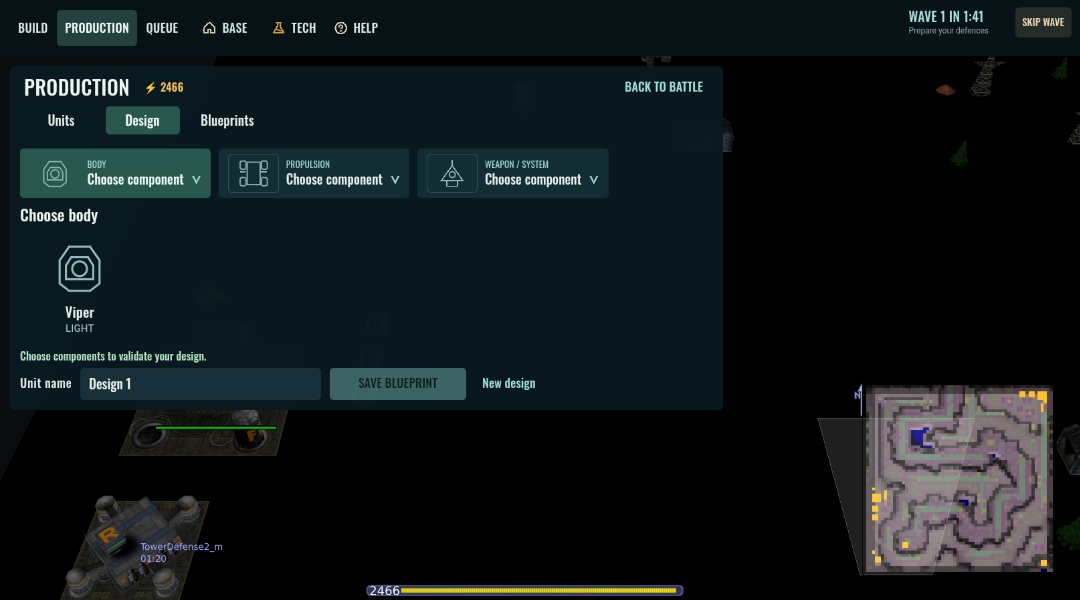 BUILD PRODUCTION QUEUE BASE TECH HELP
WAVE 1 IN 1:41
Prepare your defences
SKIP WAVE
PRODUCTION 2466 BACK TO BATTLE
Units Design Blueprints
BODY
Choose component
PROPULSION
Choose component
WEAPON / SYSTEM
Choose component
Choose body
Viper
LIGHT
Choose components to validate your design.
Unit name Design 1 SAVE BLUEPRINT New design
N
F
R
TowerDefense2_m
01:20
2466